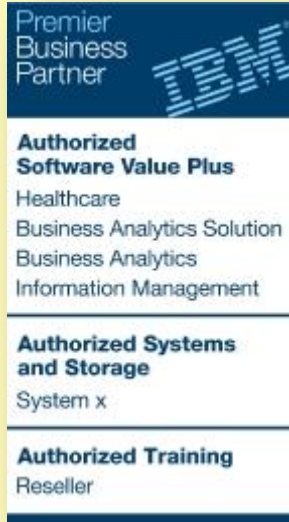 Premier
Business
Partner
IBM
Authorized
Software Value Plus
Healthcare
Business Analytics Solution
Business Analytics
Information Management
Authorized Systems
and Storage
System x
Authorized Training
Reseller